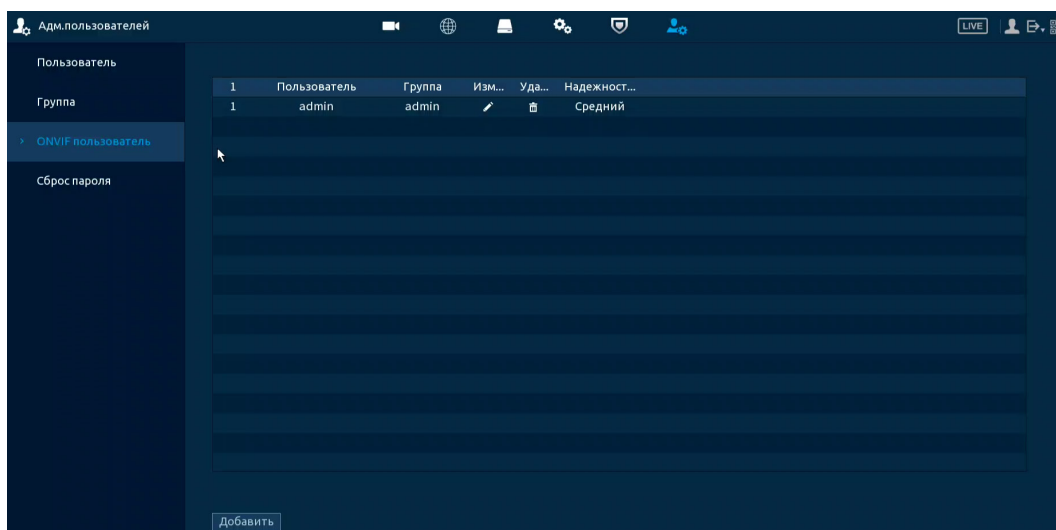 Адм.пользователей
LIVE
Пользователь
Группа
ONVIF пользователь
Сброс пароля
1 Пользователь Группа Изм... Уда... Надежност...
1 admin admin Средний
Добавить